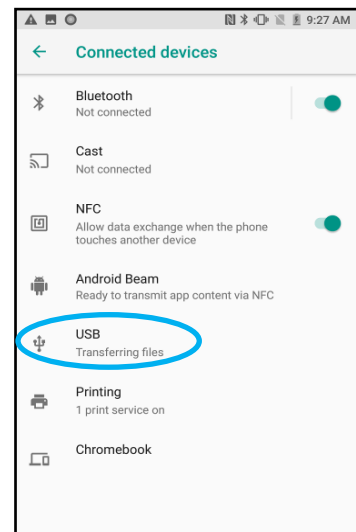 9:27 AM
Connected devices
Bluetooth
Not connected
Cast
Not connected
NFC
Allow data exchange when the phone
touches another device
Android Beam
Ready to transmit app content via NFC
USB
Transferring files
Printing
1 print service on
Chromebook